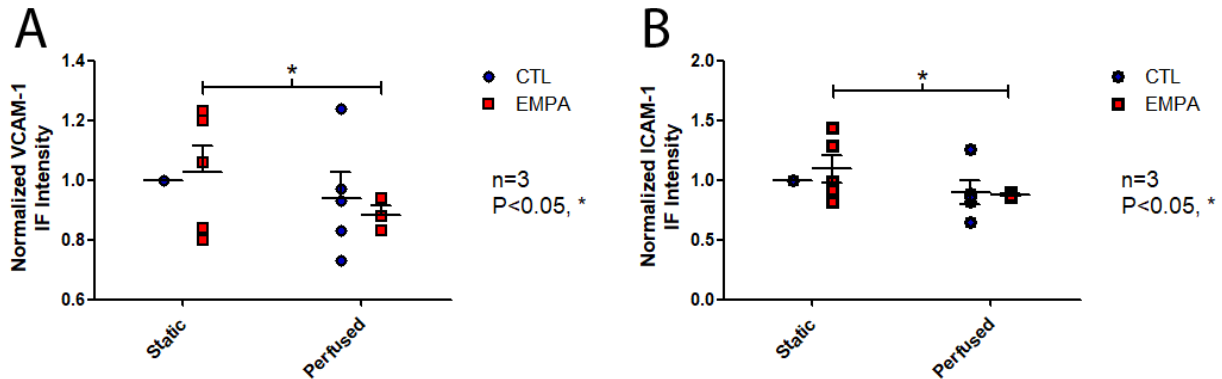 A
Normalized VCAM-1
IF Intensity
1.4
1.2
1.0
0.8
0.6
*
Static
Perfused
CTL
EMPA
n=3
P<0.05, *
B
Normalized ICAM-1
IF Intensity
2.0
1.5
1.0
0.5
0.0
*
Static
Perfused
CTL
EMPA
n=3
P<0.05, *